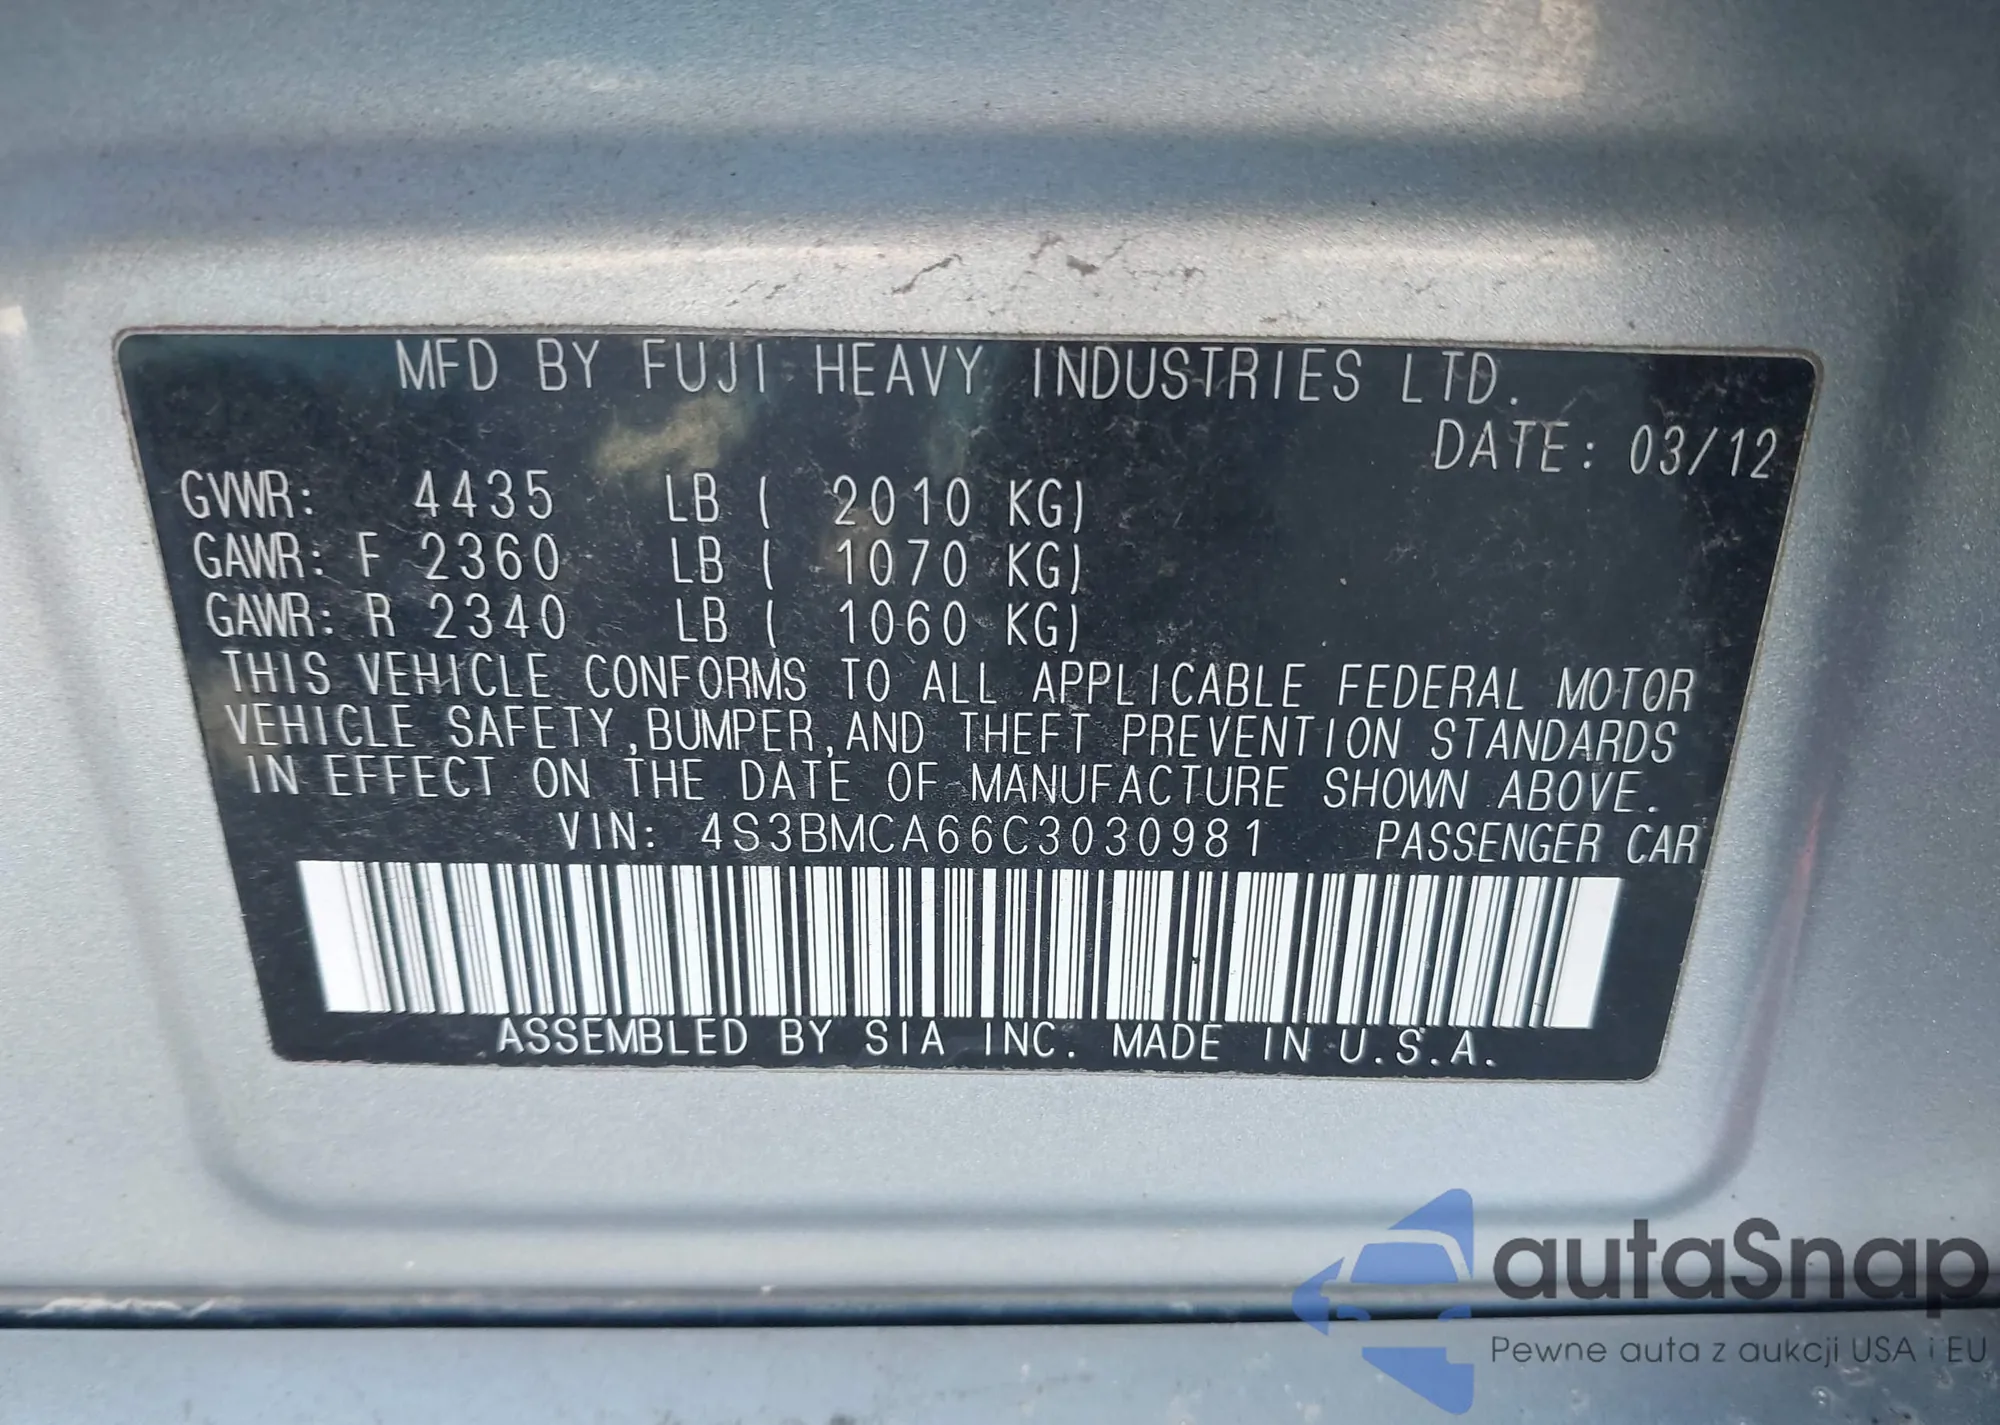 MFD BY FUJI HEAVY INDUSTRIES LTD.
DATE: 03/12
GVWR: 4435 LB ( 2010 KG)
GAWR: F 2360 LB ( 1070 KG)
GAWR: R 2340 LB ( 1060 KG)
THIS VEHICLE CONFORMS TO ALL APPLICABLE FEDERAL MOTOR
VEHICLE SAFETY, BUMPER, AND THEFT PREVENTION STANDARDS
IN EFFECT ON THE DATE OF MANUFACTURE SHOWN ABOVE.
VIN: 4S3BMCA66C3030981 PASSENGER CAR
ASSEMBLED BY SIA INC. MADE IN U.S.A.
autaSnap
Pewne auta z aukcji USA i EU